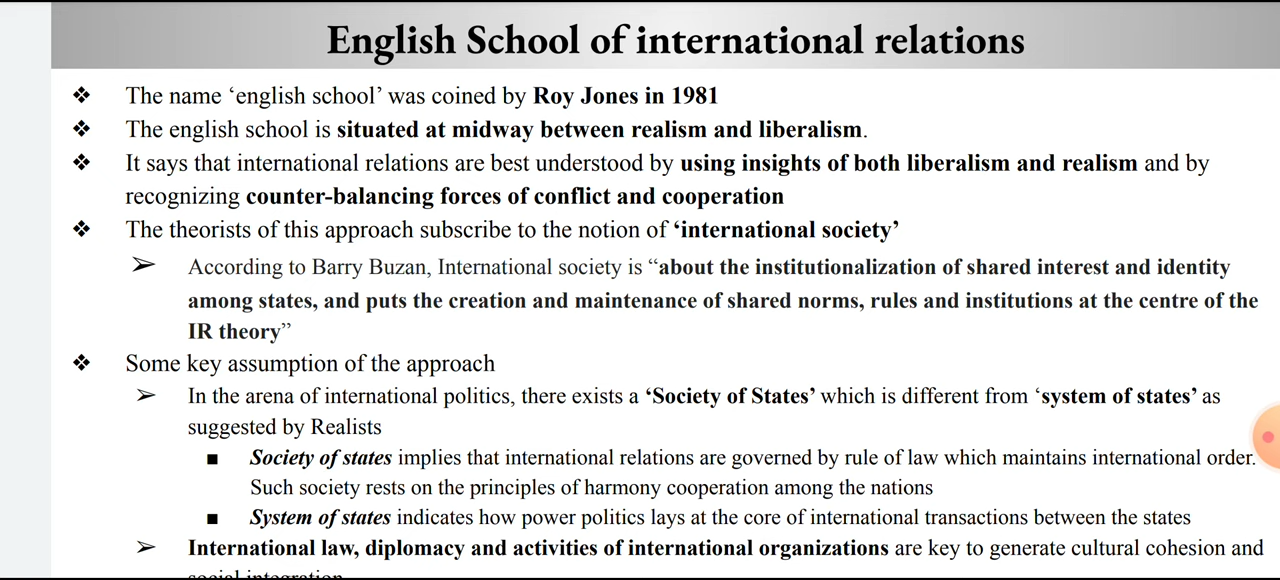 English School of international relations
❖ The name ‘english school’ was coined by Roy Jones in 1981
❖ The english school is situated at midway between realism and liberalism.
❖ It says that international relations are best understood by using insights of both liberalism and realism and by
recognizing counter-balancing forces of conflict and cooperation
❖ The theorists of this approach subscribe to the notion of ‘international society’
➢ According to Barry Buzan, International society is “about the institutionalization of shared interest and identity
among states, and puts the creation and maintenance of shared norms, rules and institutions at the centre of the
IR theory”
❖ Some key assumption of the approach
➢ In the arena of international politics, there exists a ‘Society of States’ which is different from ‘system of states’ as
suggested by Realists
■ Society of states implies that international relations are governed by rule of law which maintains international order.
Such society rests on the principles of harmony cooperation among the nations
■ System of states indicates how power politics lays at the core of international transactions between the states
➢ International law, diplomacy and activities of international organizations are key to generate cultural cohesion and
social integration